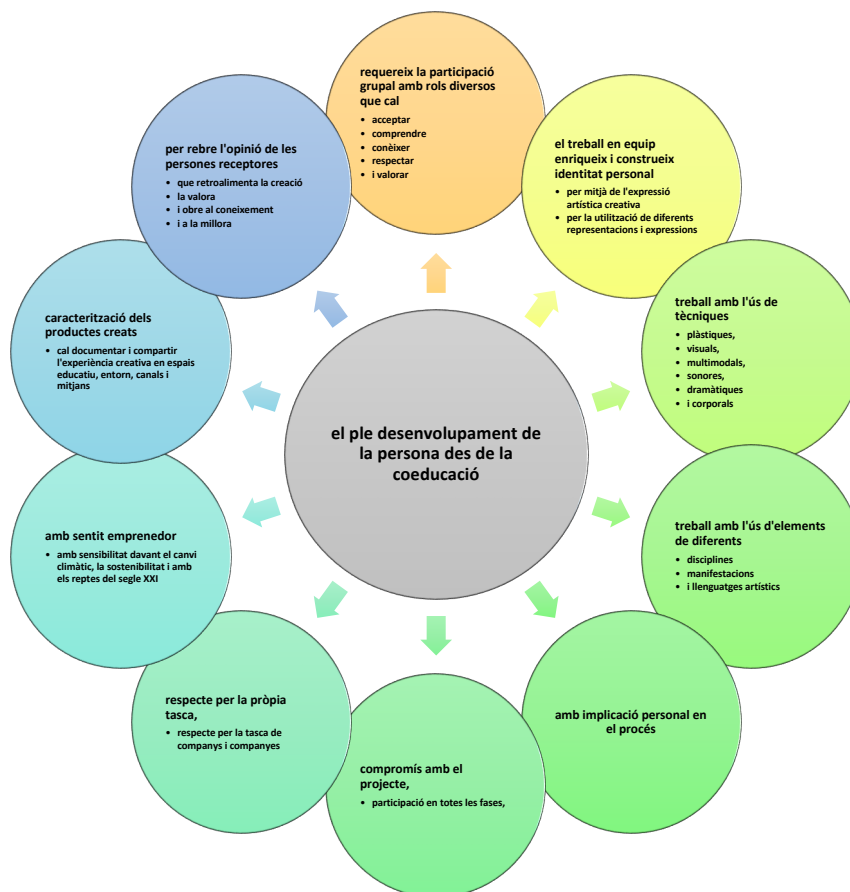 requereix la participació
grupal amb rols diversos
que cal
• acceptar
• comprendre
• conèixer
• respectar
• i valorar
el treball en equip
enriqueix i construeix
identitat personal
• per mitjà de l'expressió
artística creativa
• per la utilització de diferents
representacions i expressions
treball amb l'ús de
tècniques
• plàstiques,
• visuals,
• multimodals,
• sonores,
• dramàtiques
• i corporals
treball amb l'ús d'elements
de diferents
• disciplines
• manifestacions
• i llenguatges artístics
amb implicació personal en
el procés
compromís amb el
projecte,
• participació en totes les fases,
respecte per la pròpia
tasca,
• respecte per la tasca de
companys i companyes
amb sentit emprenedor
• amb sensibilitat davant el canvi
climàtic, la sostenibilitat i amb
els reptes del segle XXI
caracterització dels
productes creats
• cal documentar i compartir
l'experiència creativa en espais
educatiu, entorn, canals i
mitjans
per rebre l'opinió de les
persones receptores
• que retroalimenta la creació
• la valora
• i obre al coneixement
• i a la millora
el ple desenvolupament de
la persona des de la
coeducació